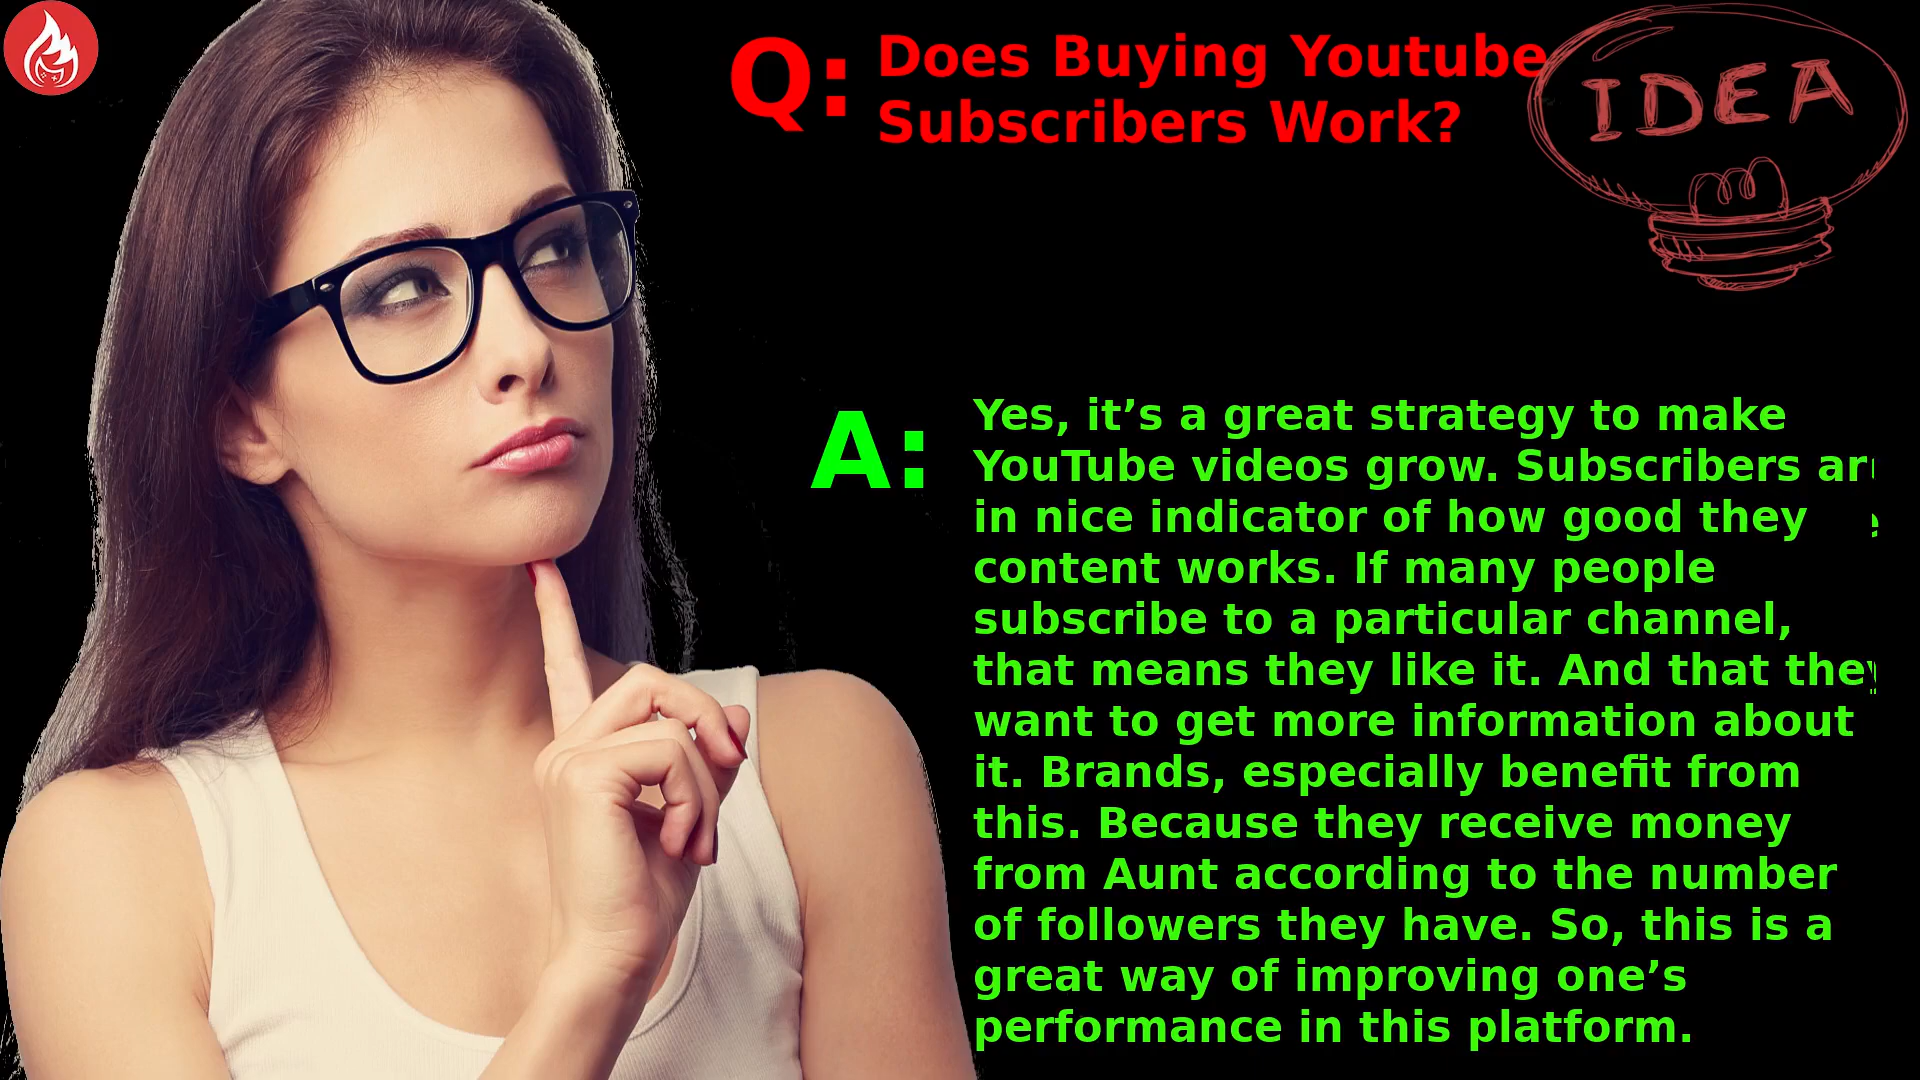 Q: Does Buying Youtube
Subscribers Work?
IDEA
A: Yes, it’s a great strategy to make
YouTube videos grow. Subscribers are
in nice indicator of how good they
content works. If many people
subscribe to a particular channel,
that means they like it. And that they
want to get more information about
it. Brands, especially benefit from
this. Because they receive money
from Aunt according to the number
of followers they have. So, this is a
great way of improving one’s
performance in this platform.